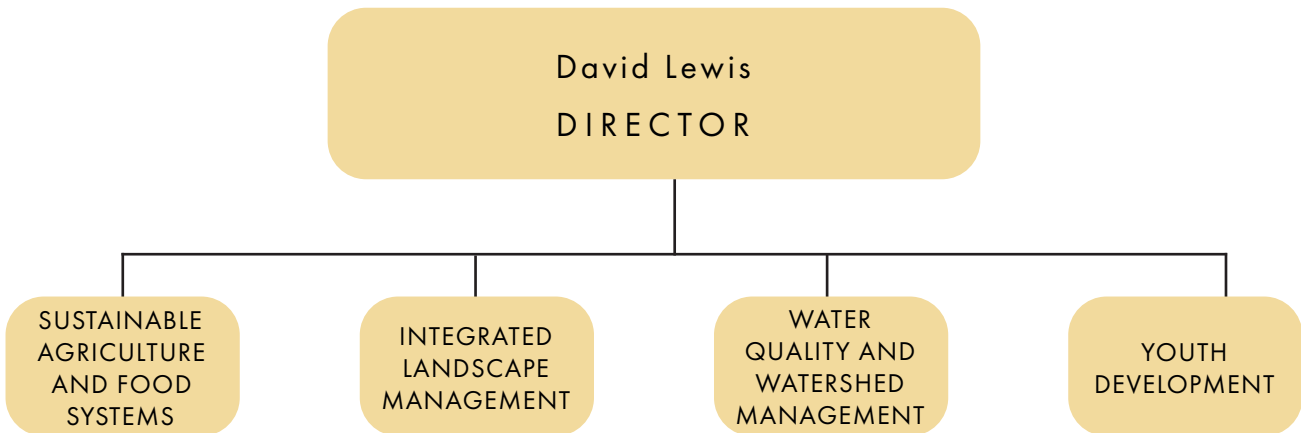 David Lewis
DIRECTOR
SUSTAINABLE
AGRICULTURE
AND FOOD
SYSTEMS
INTEGRATED
LANDSCAPE
MANAGEMENT
WATER
QUALITY AND
WATERSHED
MANAGEMENT
YOUTH
DEVELOPMENT